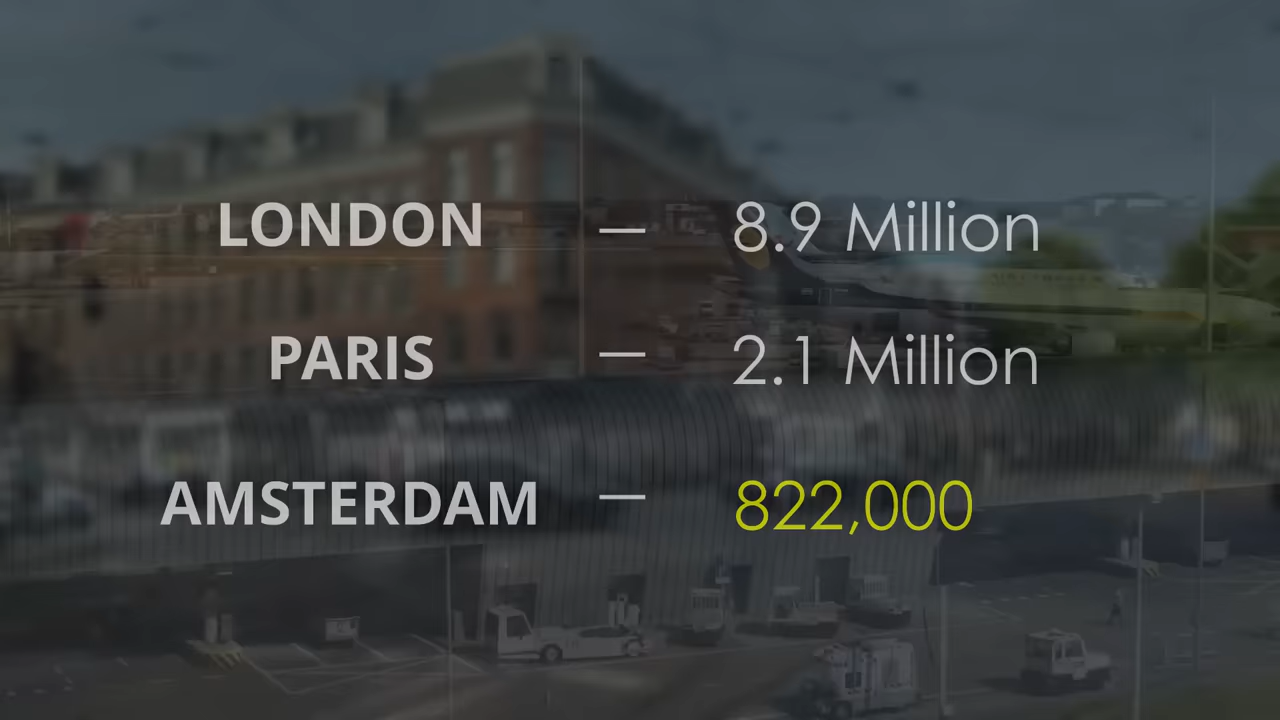 LONDON — 8.9 Million
PARIS — 2.1 Million
AMSTERDAM — 822,000